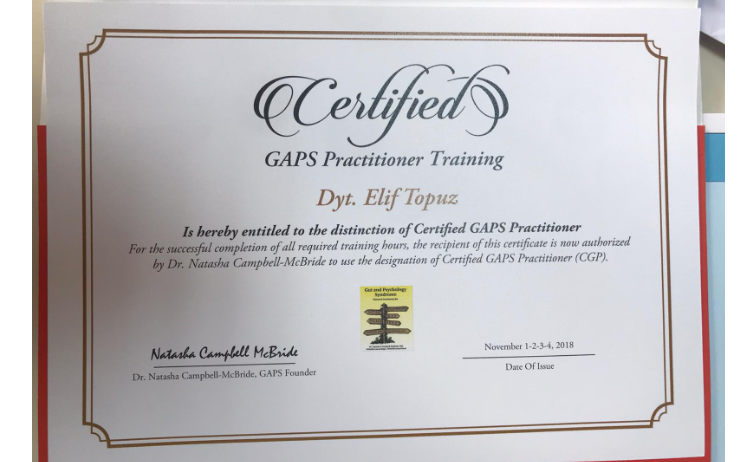 Certified
GAPS Practitioner Training
Dyt. Elif Topuz
Is hereby entitled to the distinction of Certified GAPS Practitioner
For the successful completion of all required training hours, the recipient of this certificate is now authorized
by Dr. Natasha Campbell-McBride to use the designation of Certified GAPS Practitioner (CGP).
Gut and Psychology
Syndrome
Natasha Campbell McBride
Dr. Natasha Campbell-McBride, GAPS Founder
November 1-2-3-4, 2018
Date Of Issue